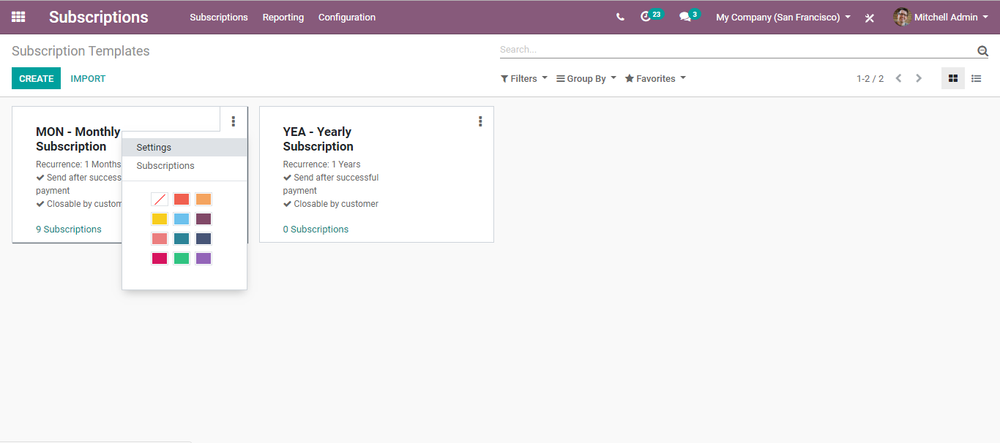 Subscriptions Subscriptions Reporting Configuration 23 3 My Company (San Francisco) Mitchell Admin
Subscription Templates Search...
CREATE IMPORT Filters Group By Favorites 1-2 / 2
MON - Monthly
Subscription
Recurrence: 1 Months
Send after success
payment
Closable by custom
9 Subscriptions
Settings
Subscriptions
YEA - Yearly
Subscription
Recurrence: 1 Years
Send after successful
payment
Closable by customer
0 Subscriptions